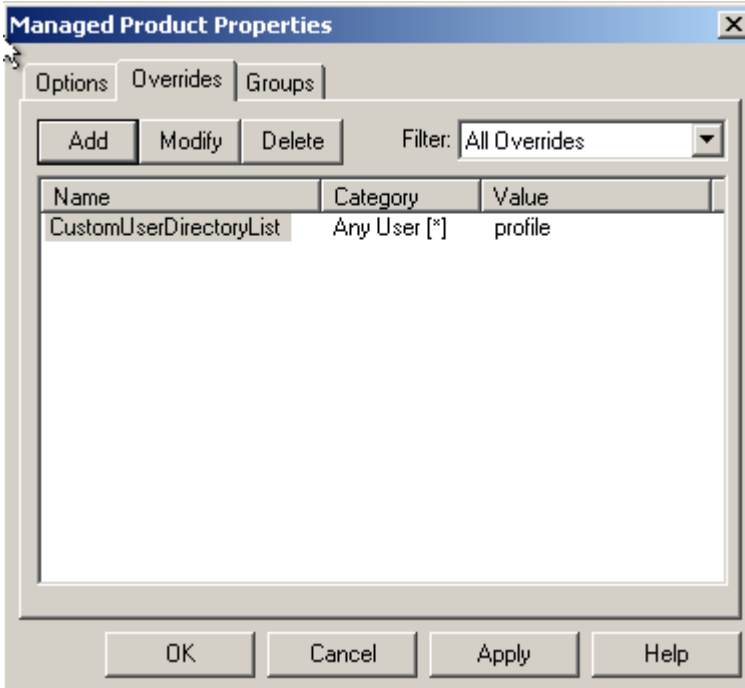 Managed Product Properties
Options Overrides Groups
Add Modify Delete Filter: All Overrides
Name Category Value
CustomUserDirectoryList Any User [*] profile
OK Cancel Apply Help